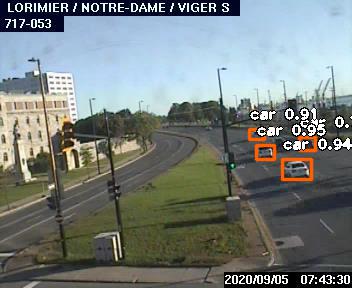 LORIMIER / NOTRE-DAME / VIGER S
717-053
car 0.91
car 0.95
car 0.94
2020/09/05 07:43:30